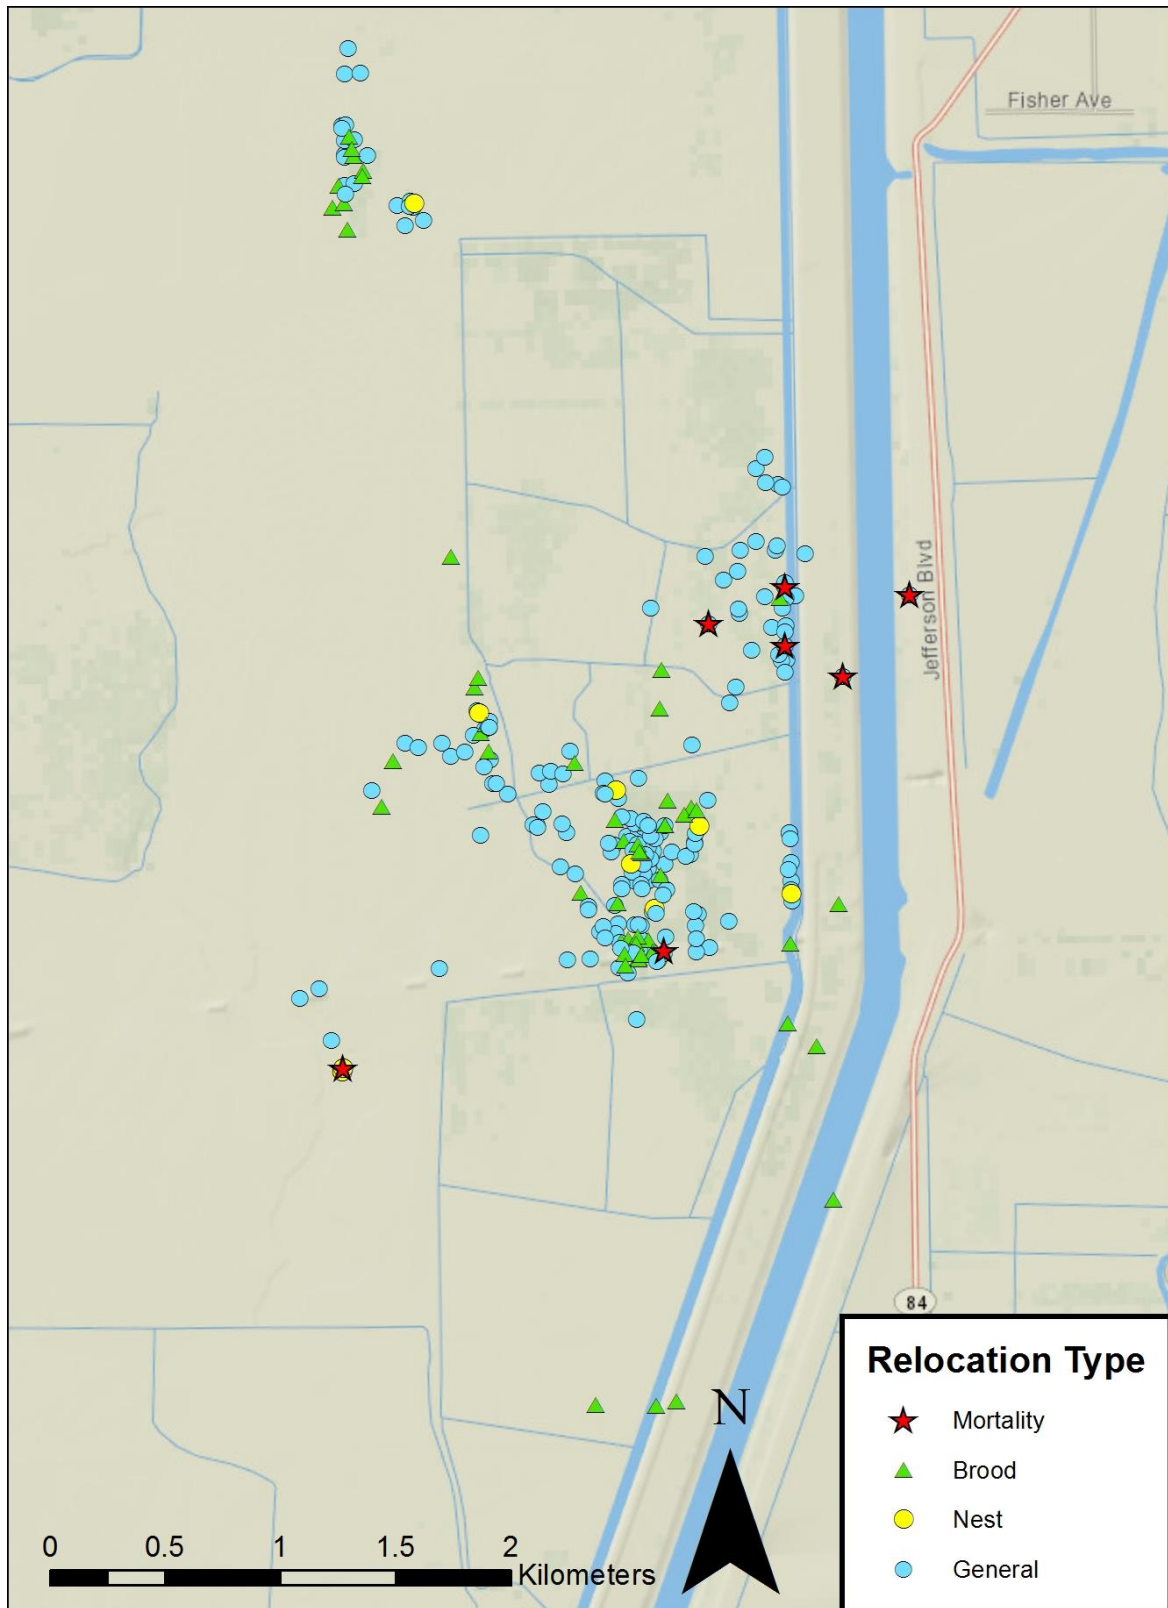 Fisher Ave
Jefferson Blvd
84
N
Relocation Type
Mortality
Brood
Nest
General
0 0.5 1 1.5 2
Kilometers